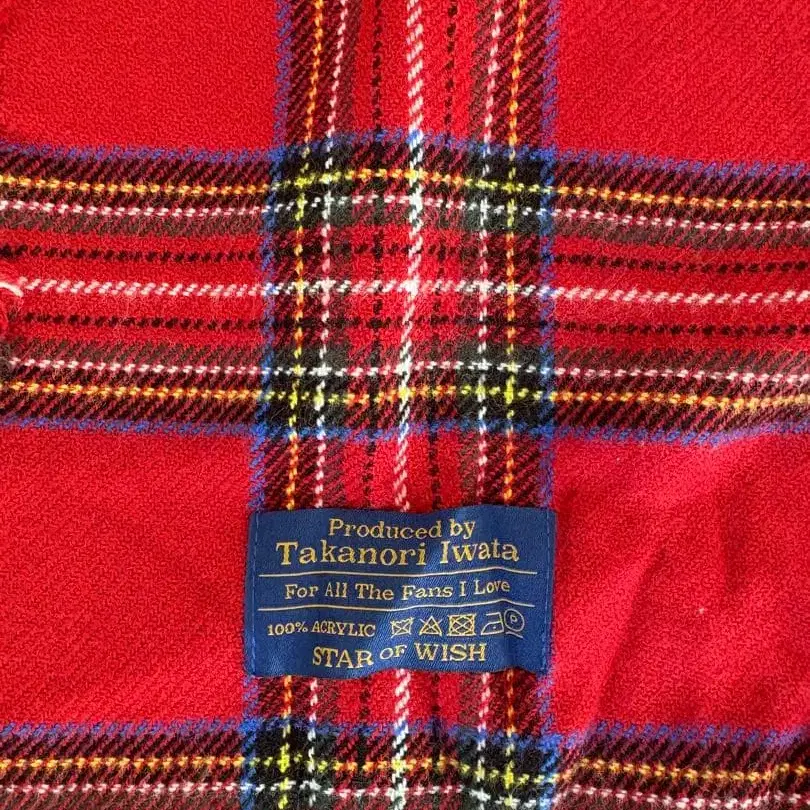 Produced by
Takanori Iwata
For All The Fans I Love
100% ACRYLIC
STAR OF WISH